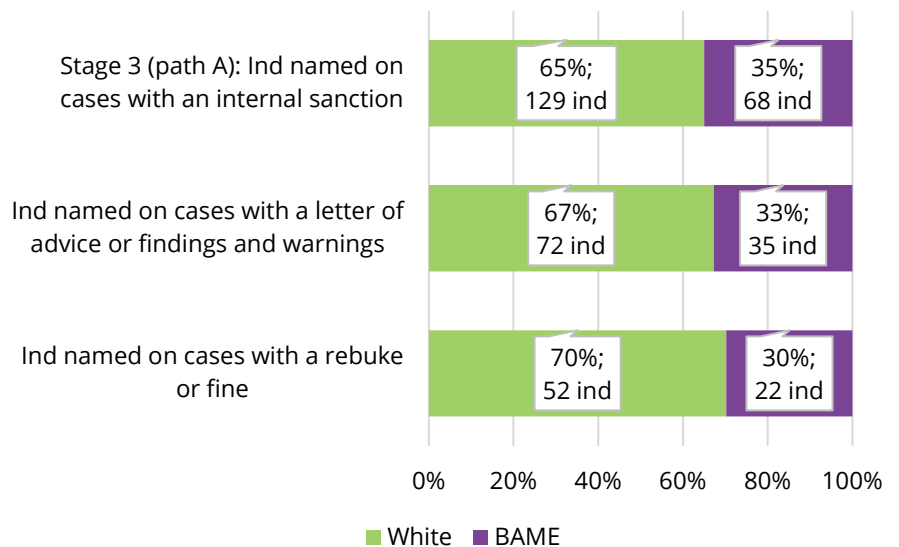 Stage 3 (path A): Ind named on
cases with an internal sanction
65%;
129 ind
35%;
68 ind
Ind named on cases with a letter of
advice or findings and warnings
67%;
72 ind
33%;
35 ind
Ind named on cases with a rebuke
or fine
70%;
52 ind
30%;
22 ind
0% 20% 40% 60% 80% 100%
White BAME